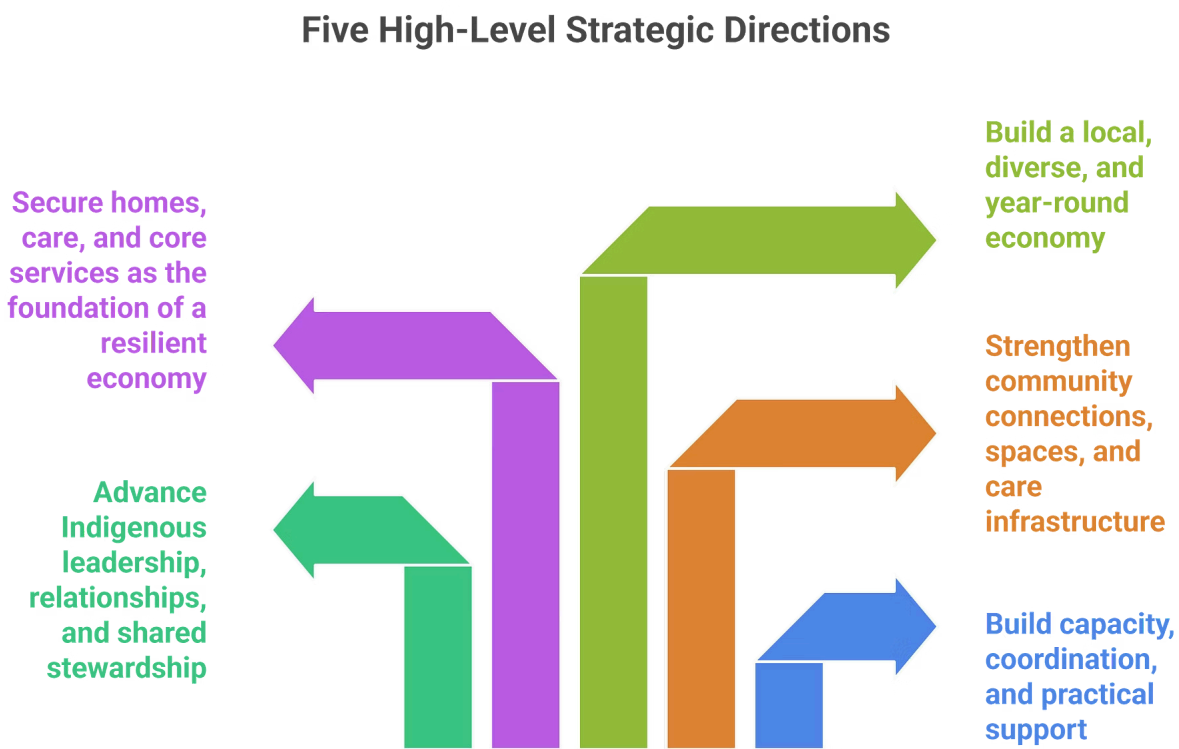 Five High-Level Strategic Directions
Secure homes,
care, and core
services as the
foundation of a
resilient
economy
Advance
Indigenous
leadership,
relationships,
and shared
stewardship
Build a local,
diverse, and
year-round
economy
Strengthen
community
connections,
spaces, and
care
infrastructure
Build capacity,
coordination,
and practical
support